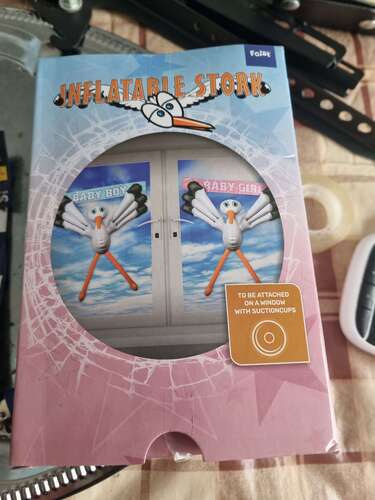 Folat
INFLATABLE STORK
BABY BOY
BABY GIRL
TO BE ATTACHED
ON A WINDOW
WITH SUCTIONCUPS